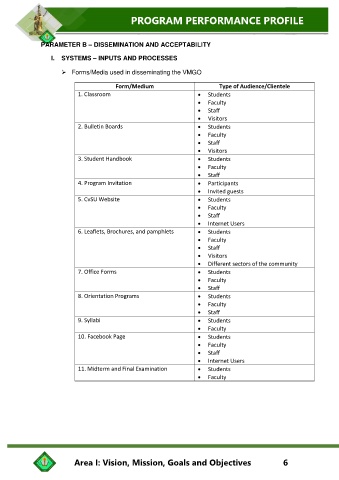 PROGRAM PERFORMANCE PROFILE
PARAMETER B – DISSEMINATION AND ACCEPTABILITY
I. SYSTEMS – INPUTS AND PROCESSES
➢ Forms/Media used in disseminating the VMGO
Form/Medium Type of Audience/Clientele
1. Classroom • Students
• Faculty
• Staff
• Visitors
2. Bulletin Boards • Students
• Faculty
• Staff
• Visitors
3. Student Handbook • Students
• Faculty
• Staff
4. Program Invitation • Participants
• Invited guests
5. CvSU Website • Students
• Faculty
• Staff
• Internet Users
6. Leaflets, Brochures, and pamphlets • Students
• Faculty
• Staff
• Visitors
• Different sectors of the community
7. Office Forms • Students
• Faculty
• Staff
8. Orientation Programs • Students
• Faculty
• Staff
9. Syllabi • Students
• Faculty
10. Facebook Page • Students
• Faculty
• Staff
• Internet Users
11. Midterm and Final Examination • Students
• Faculty
Area I: Vision, Mission, Goals and Objectives 6